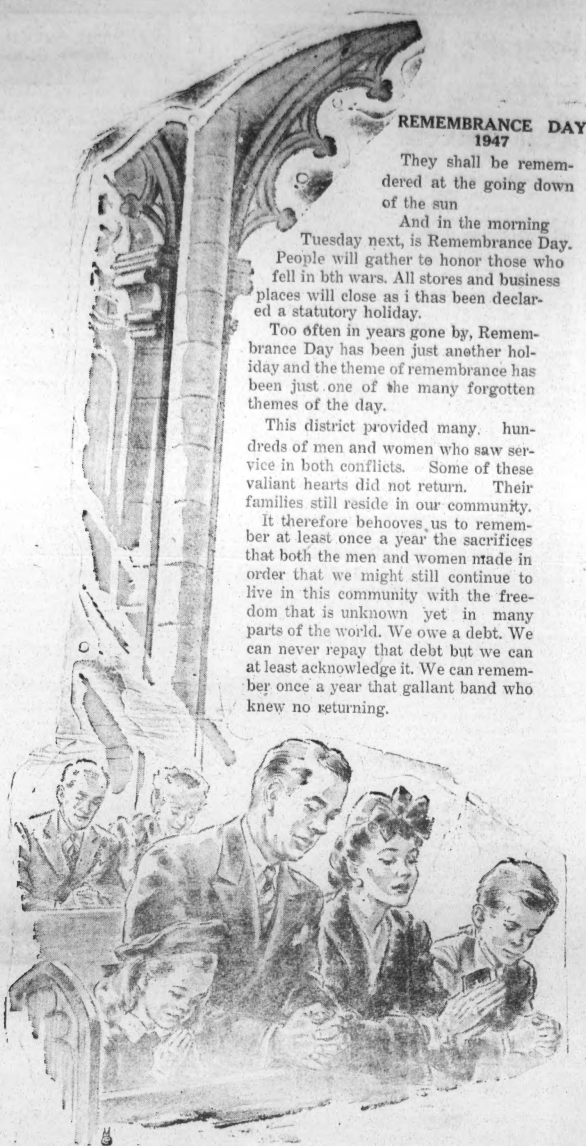 REMEMBRANCE DAY
1947
They shall be remem-
dered at the going down
of the sun
And in the morning
Tuesday next, is Remembrance Day.
People will gather to honor those who
fell in bth wars. All stores and business
places will close as i thas been declar-
ed a statutory holiday.
Too often in years gone by, Remem-
brance Day has been just another hol-
iday and the theme of remembrance has
been just one of the many forgotten
themes of the day.
This district provided many. hun-
dreds of men and women who saw ser-
vice in both conflicts. Some of these
valiant hearts did not return. Their
families still reside in our community.
It therefore behooves us to remem-
ber at least once a year the sacrifices
that both the men and women made in
order that we might still continue to
live in this community with the free-
dom that is unknown yet in many
parts of the world. We owe a debt. We
can never repay that debt but we can
at least acknowledge it. We can remem-
ber once a year that gallant band who
knew no returning.